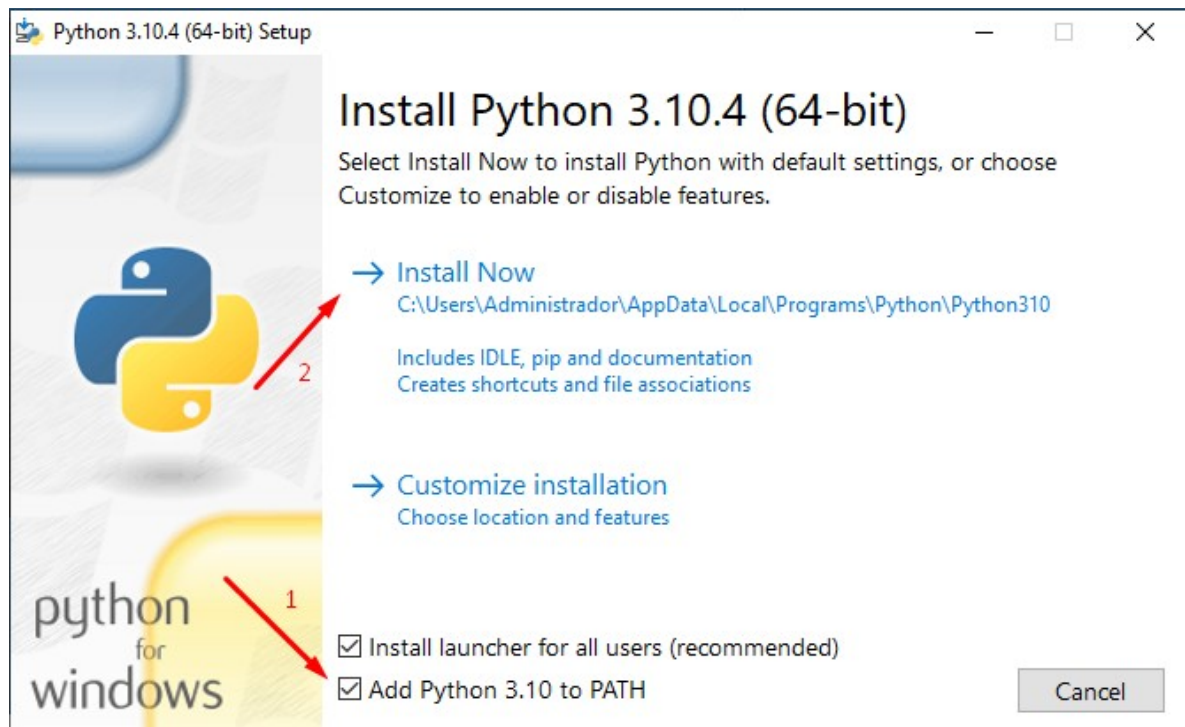 Python 3.10.4 (64-bit) Setup
Install Python 3.10.4 (64-bit)
Select Install Now to install Python with default settings, or choose
Customize to enable or disable features.
Install Now
C:\Users\Administrador\AppData\Local\Programs\Python\Python310
2
Includes IDLE, pip and documentation
Creates shortcuts and file associations
Customize installation
Choose location and features
1
python
for
windows
Install launcher for all users (recommended)
Add Python 3.10 to PATH
Cancel